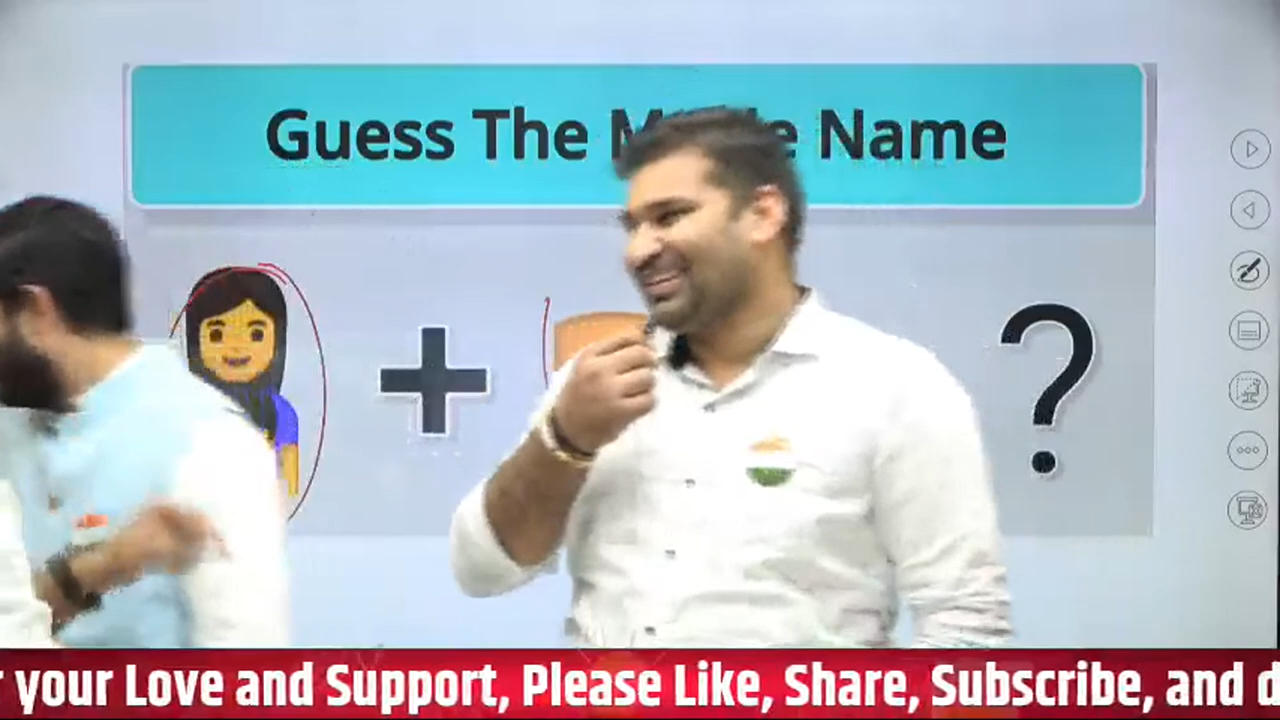 Guess The Name
+
?
your Love and Support, Please Like, Share, Subscribe, and